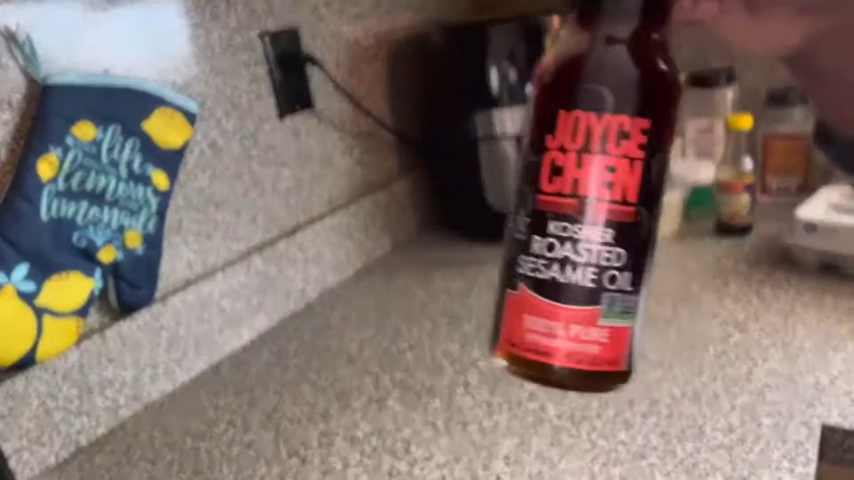 life
lemons
lemonade
JOYCE
CHEN
KOSHER
ROASTED
SESAME OIL
100% PURE